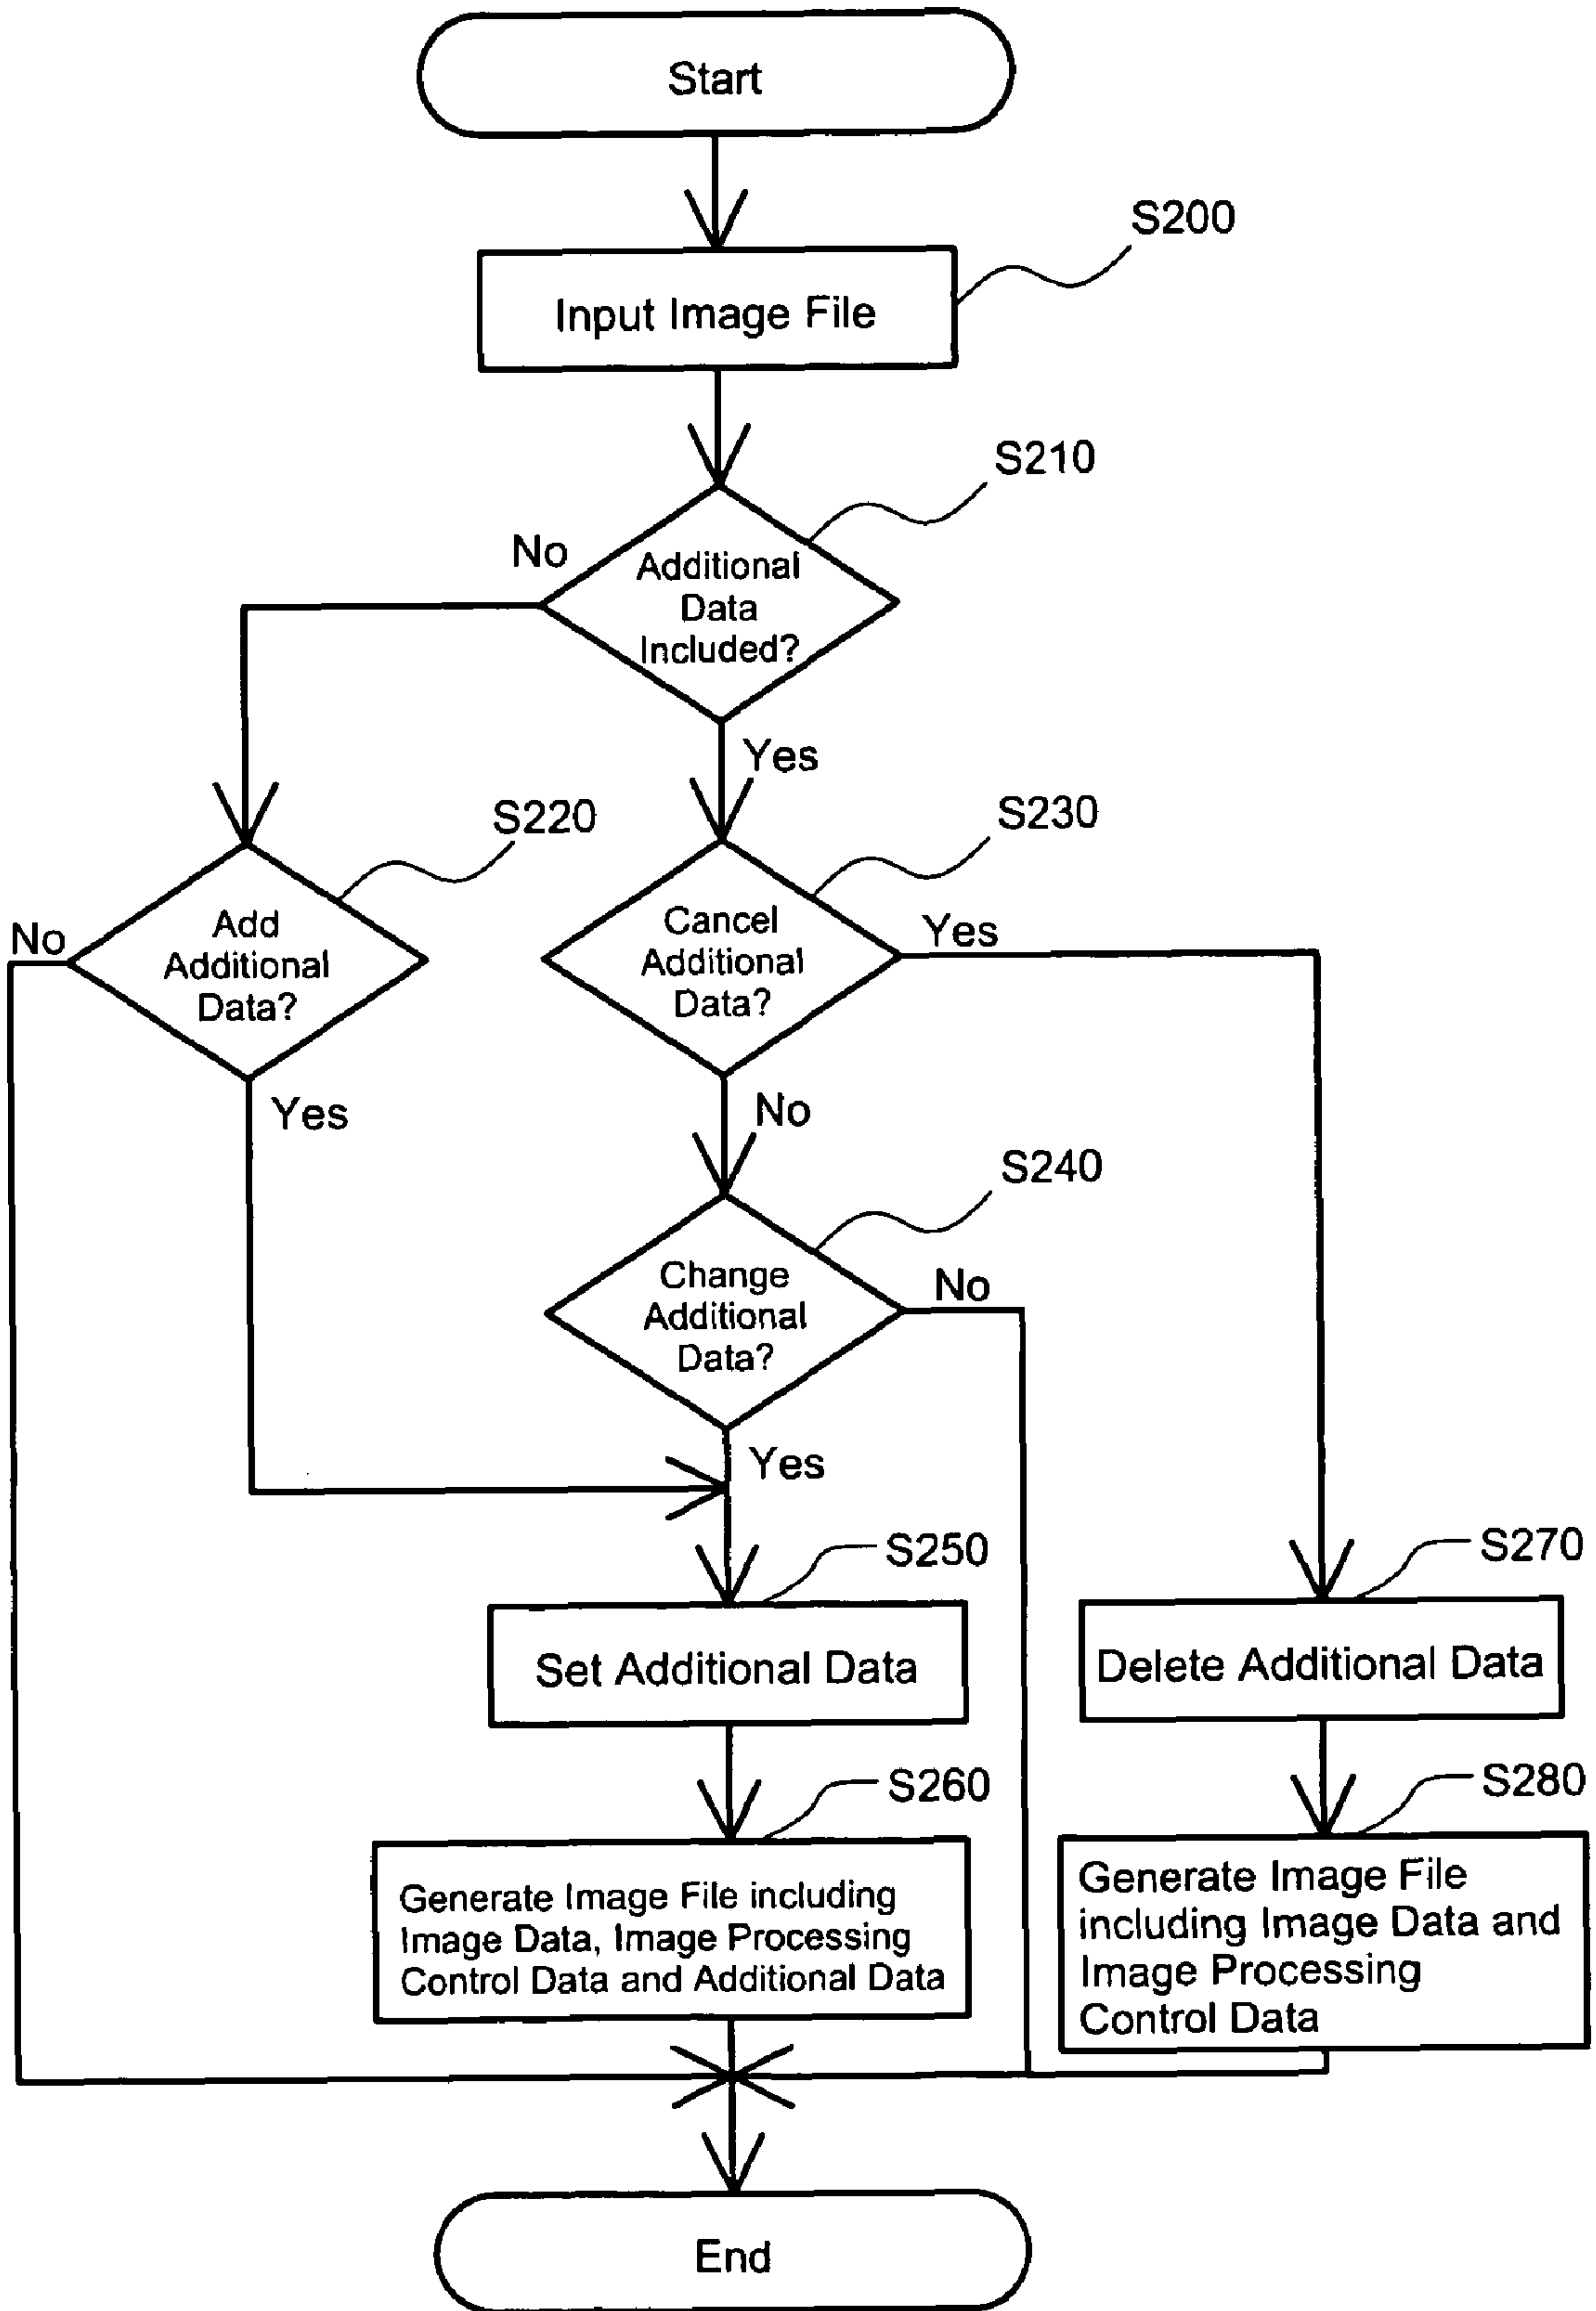 Start
S200
Input Image File
S210
No
Additional
Data
Included?
Yes
S220
S230
No
Add
Additional
Data?
Cancel
Additional
Data?
Yes
Yes
No
S240
Change
Additional
Data?
No
Yes
S250
S270
Set Additional Data
Delete Additional Data
S260
S280
Generate Image File including
Image Data, Image Processing
Control Data and Additional Data
Generate Image File
including Image Data and
Image Processing
Control Data
End